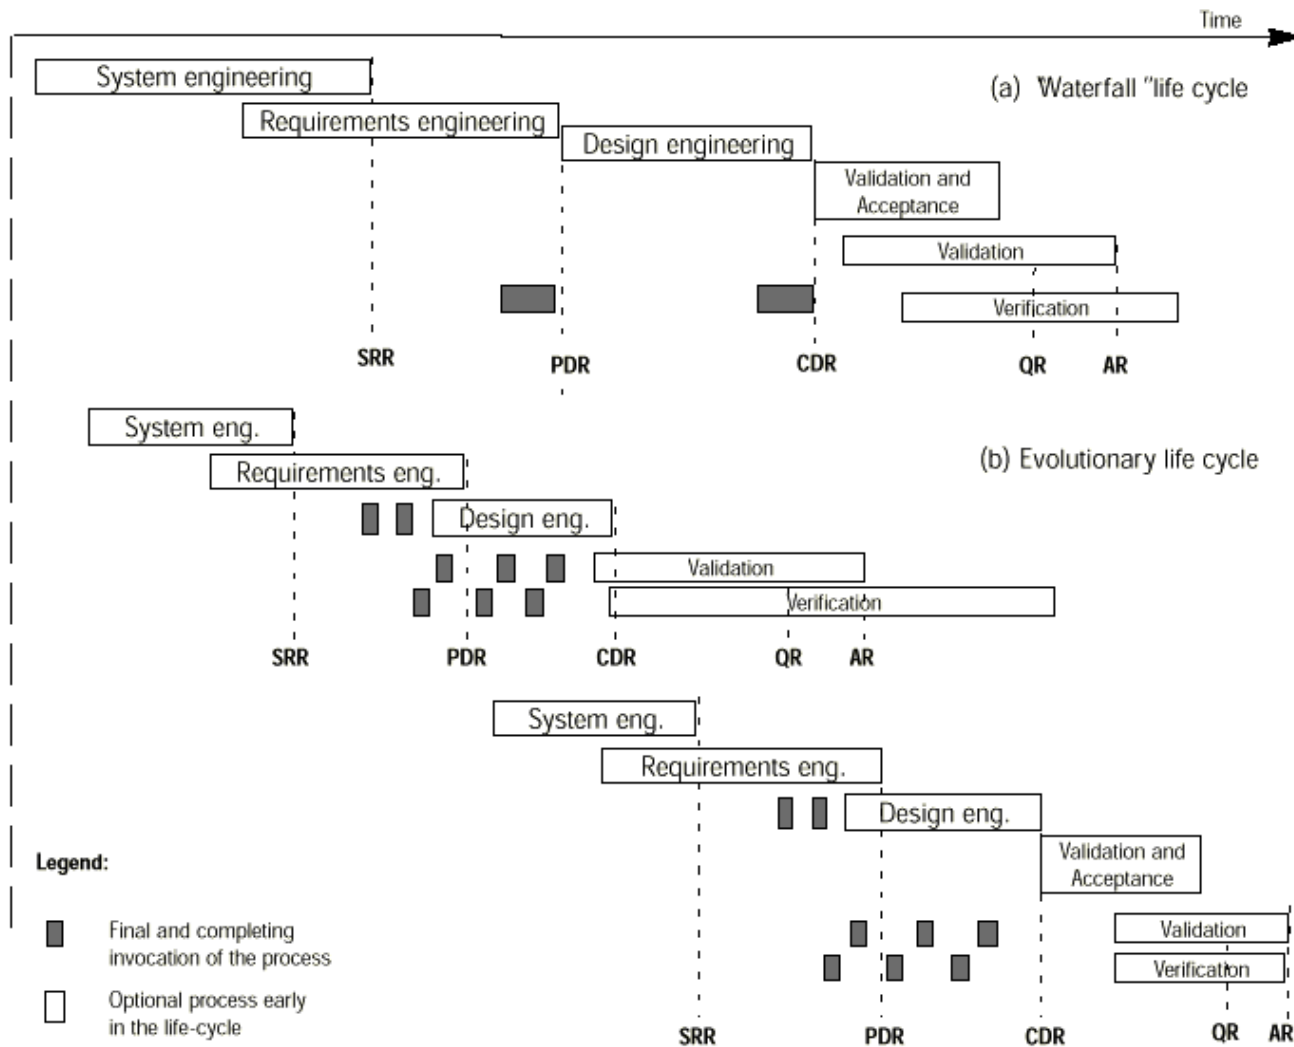 Time
System engineering
(a) "Waterfall "life cycle
Requirements engineering
Design engineering
Validation and
Acceptance
Validation
Verification
SRR
PDR
CDR
QR
AR
System eng.
(b) Evolutionary life cycle
Requirements eng.
Design eng.
Validation
Verification
SRR
PDR
CDR
QR
AR
System eng.
Requirements eng.
Design eng.
Validation and
Acceptance
Validation
Verification
SRR
PDR
CDR
QR
AR
Legend:
Final and completing
invocation of the process
Optional process early
in the life-cycle